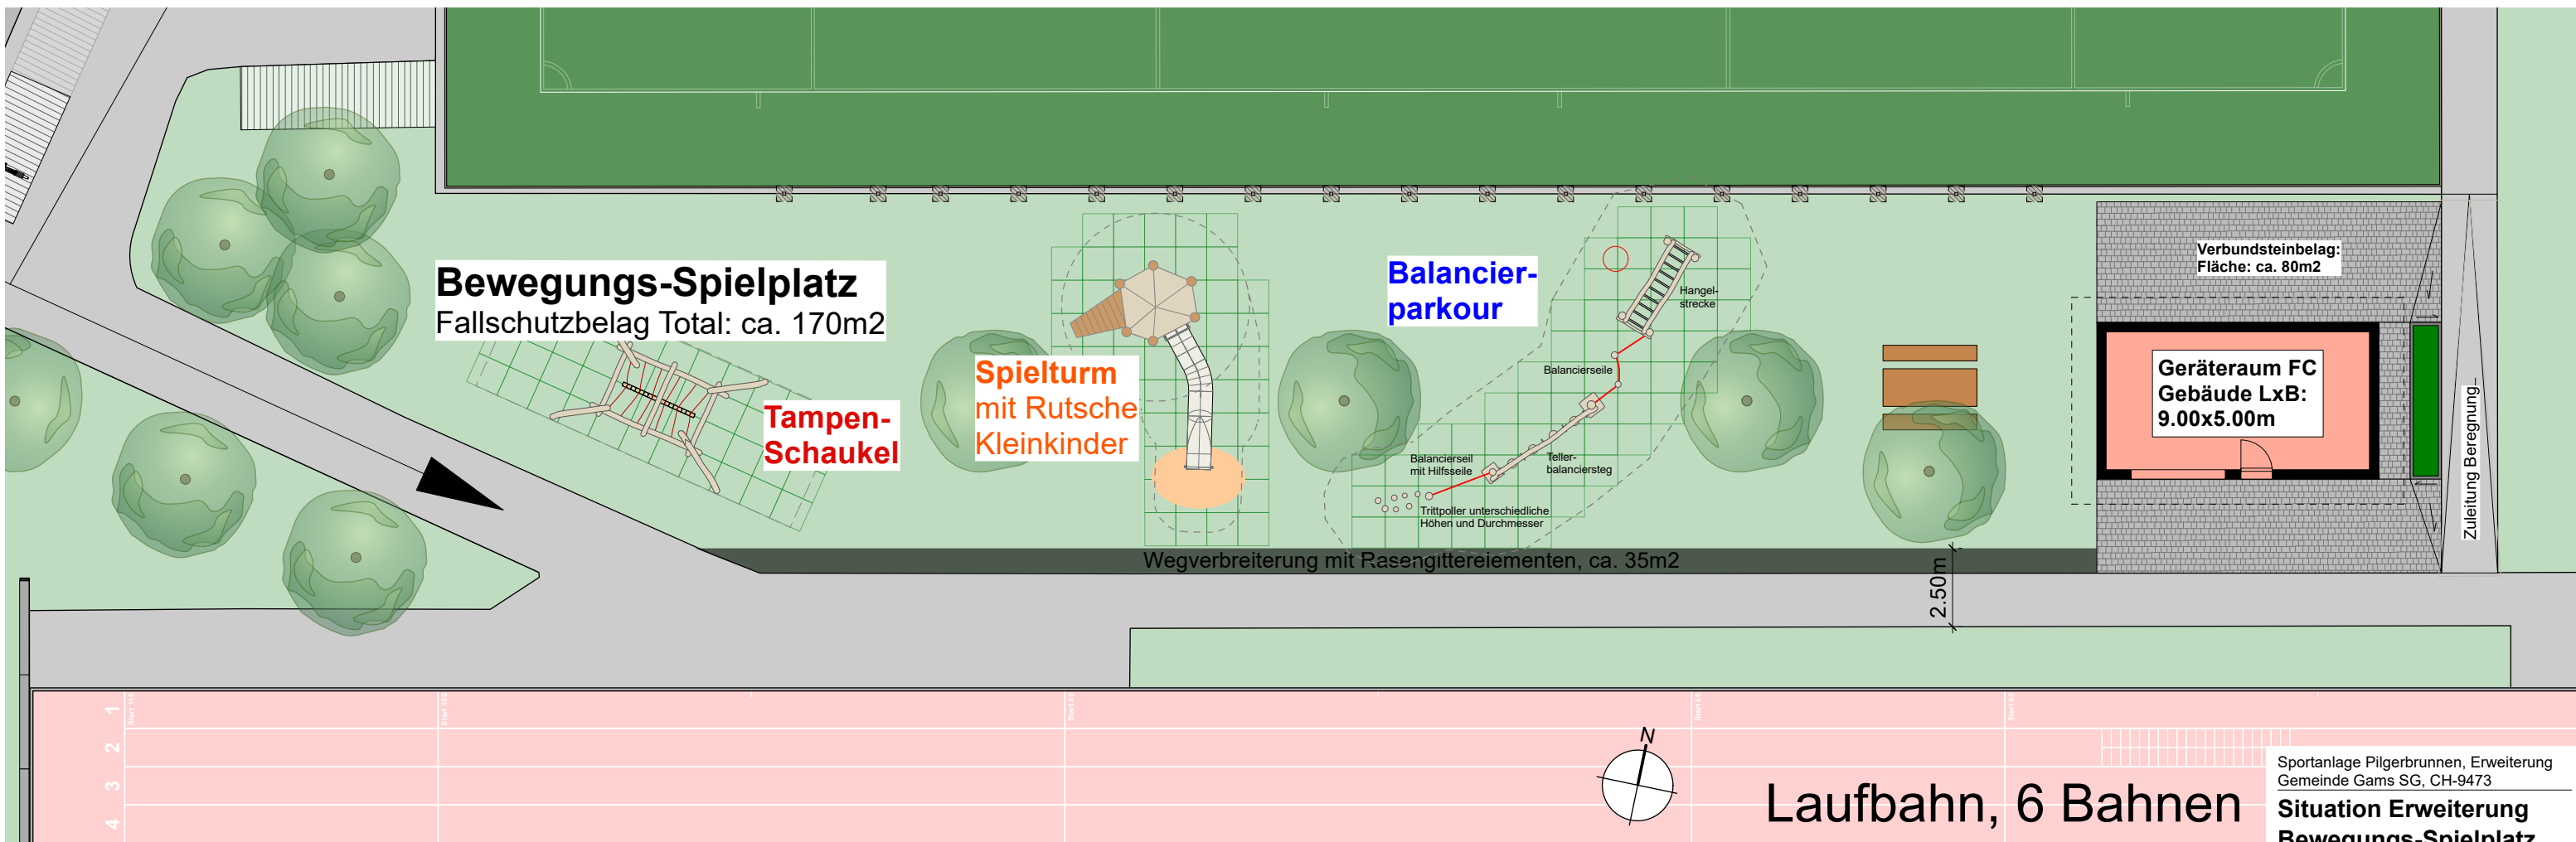 Bewegungs-Spielplatz
Fallschutzbelag Total: ca. 170m2
Tampen-
Schaukel
Spielturm
mit Rutsche
Kleinkinder
Balancier-
parkour
Hangel-
strecke
Balancierseile
Balancierseil
mit Hilfsseile
Teller-
balanciersteg
Trittpoller unterschiedliche
Höhen und Durchmesser
Verbundsteinbelag:
Fläche: ca. 80m2
Geräteraum FC
Gebäude LxB:
9.00x5.00m
Zuleitung Beregnung
Wegverbreiterung mit Rasengitterelementen, ca. 35m2
2.50m
1
2
3
4
N
Laufbahn, 6 Bahnen
Sportanlage Pilgerbrunnen, Erweiterung
Gemeinde Gams SG, CH-9473
Situation Erweiterung
Bewegungs-Spielplatz